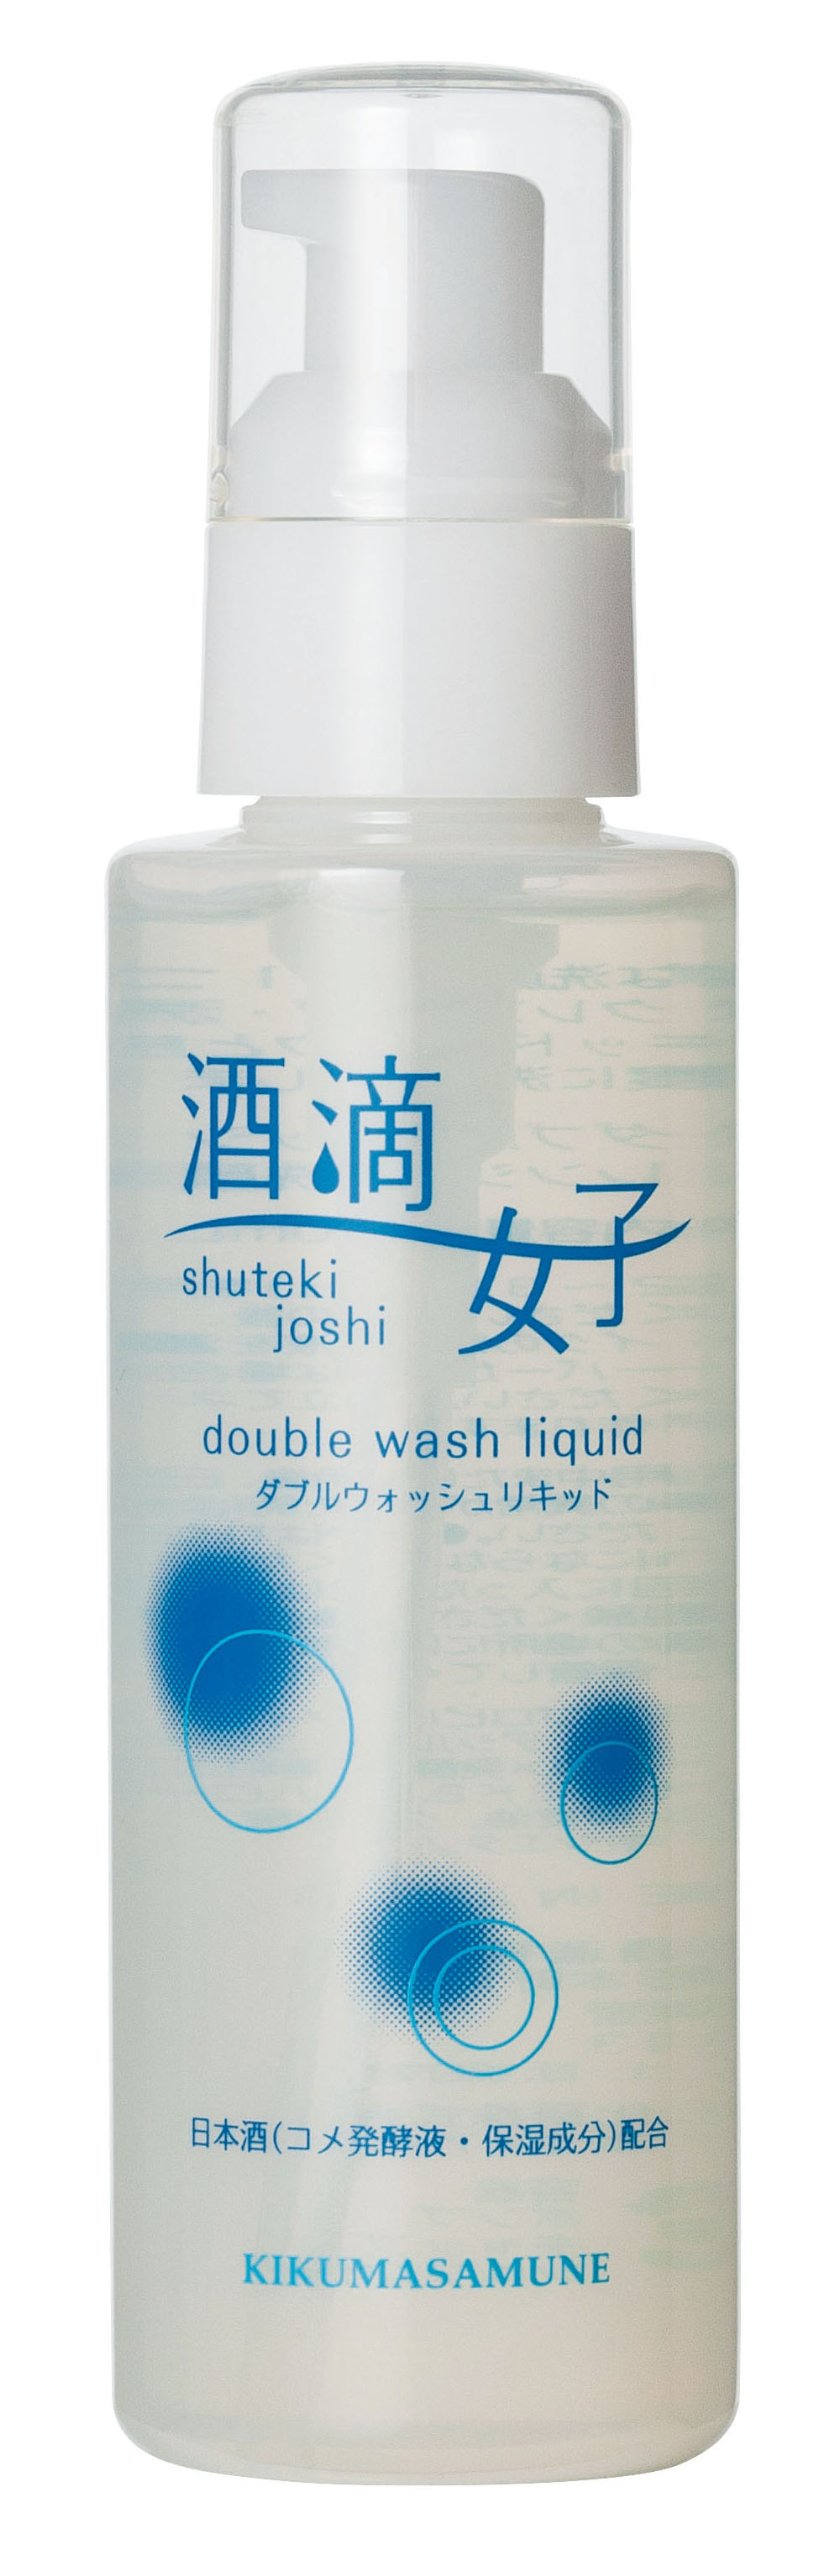 酒滴
女子
shuteki
joshi
double wash liquid
ダブルウォッシュリキッド
日本酒(コメ発酵液・保湿成分)配合
KIKUMASAMUNE